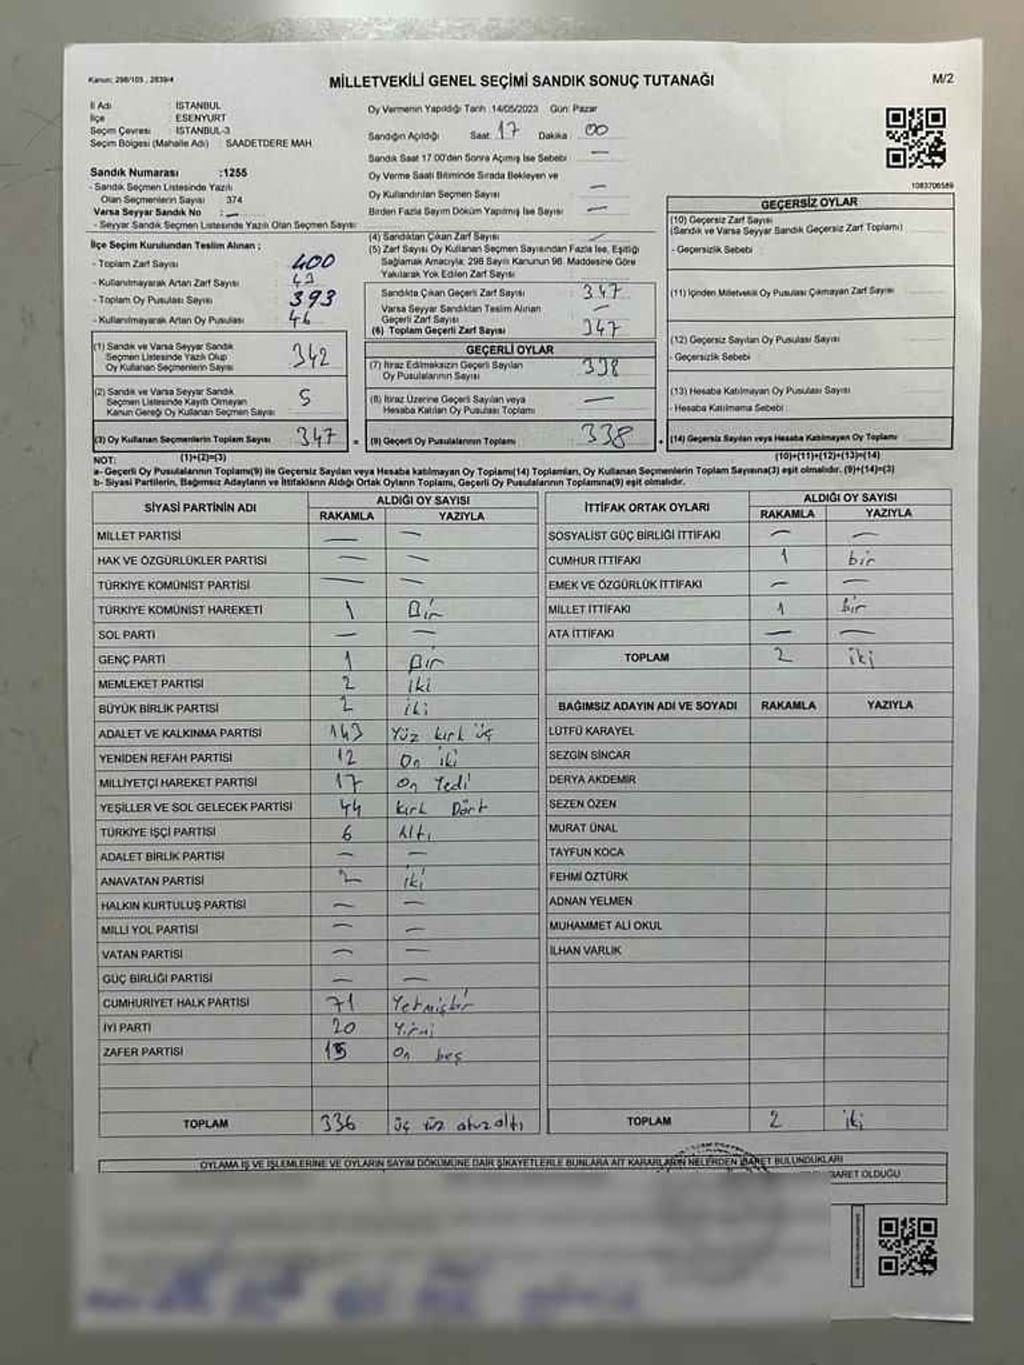 Kanun: 298/105 , 2839/4
MİLLETVEKİLİ GENEL SEÇİMİ SANDIK SONUÇ TUTANAĞI
M/2
İl Adı : İSTANBUL
İlçe : ESENYURT
Seçim Çevresi : İSTANBUL-3
Seçim Bölgesi (Mahalle Adı) : SAADETDERE MAH.
Sandık Numarası :1255
- Sandık Seçmen Listesinde Yazılı
Olan Seçmenlerin Sayısı 374
Varsa Seyyar Sandık No : —
- Seyyar Sandık Seçmen Listesinde Yazılı Olan Seçmen Sayısı:
İlçe Seçim Kurulundan Teslim Alınan ;
- Toplam Zarf Sayısı : 400
- Kullanılmayarak Artan Zarf Sayısı :
- Toplam Oy Pusulası Sayısı : 393
- Kullanılmayarak Artan Oy Pusulası : 46
(1) Sandık ve Varsa Seyyar Sandık
Seçmen Listesinde Yazılı Olup
Oy Kullanan Seçmenlerin Sayısı : 342
(2) Sandık ve Varsa Seyyar Sandık
Seçmen Listesinde Kayıtlı Olmayan
Kanun Gereği Oy Kullanan Seçmen Sayısı : 5
(3) Oy Kullanan Seçmenlerin Toplam Sayısı : 347
(1)+(2)=(3)
Oy Vermenin Yapıldığı Tarih :14/05/2023 Gün: Pazar
Sandığın Açıldığı Saat: 17 Dakika : 00
Sandık Saat 17.00'den Sonra Açımış İse Sebebi : —
Oy Verme Saati Bitiminde Sırada Bekleyen ve
Oy Kullandırılan Seçmen Sayısı : —
Birden Fazla Sayım Döküm Yapılmış İse Sayısı : —
(4) Sandıktan Çıkan Zarf Sayısı :
(5) Zarf Sayısı Oy Kullanan Seçmen Sayısından Fazla İse, Eşitliği
Sağlamak Amacıyla; 298 Sayılı Kanunun 98. Maddesine Göre
Yakılarak Yok Edilen Zarf Sayısı :
Sandıkta Çıkan Geçerli Zarf Sayısı : 347
Varsa Seyyar Sandıktan Teslim Alınan
Geçerli Zarf Sayısı : —
(6) Toplam Geçerli Zarf Sayısı : 347
GEÇERLİ OYLAR
(7) İtiraz Edilmeksizin Geçerli Sayılan
Oy Pusulalarının Sayısı : 338
(8) İtiraz Üzerine Geçerli Sayılan veya
Hesaba Katılan Oy Pusulası Toplamı : —
(9) Geçerli Oy Pusulalarının Toplamı : 338
1083706589
GEÇERSİZ OYLAR
(10) Geçersiz Zarf Sayısı
(Sandık ve Varsa Seyyar Sandık Geçersiz Zarf Toplamı) :
- Geçersizlik Sebebi :
(11) İçinden Milletvekili Oy Pusulası Çıkmayan Zarf Sayısı :
(12) Geçersiz Sayılan Oy Pusulası Sayısı :
- Geçersizlik Sebebi :
(13) Hesaba Katılmayan Oy Pusulası Sayısı :
- Hesaba Katılmama Sebebi :
(14) Geçersiz Sayılan veya Hesaba Katılmayan Oy Toplamı :
(10)+(11)+(12)+(13)=(14)
NOT:
a- Geçerli Oy Pusulalarının Toplamı(9) ile Geçersiz Sayılan veya Hesaba katılmayan Oy Toplamı(14) Toplamları, Oy Kullanan Seçmenlerin Toplam Sayısına(3) eşit olmalıdır. (9)+(14)=(3)
b- Siyasi Partilerin, Bağımsız Adayların ve İttifakların Aldığı Ortak Oyların Toplamı, Geçerli Oy Pusulalarının Toplamına(9) eşit olmalıdır.
SİYASİ PARTİNİN ADI ALDIĞI OY SAYISI
RAKAMLA YAZIYLA
MİLLET PARTİSİ — —
HAK VE ÖZGÜRLÜKLER PARTİSİ — —
TÜRKİYE KOMÜNİST PARTİSİ — —
TÜRKİYE KOMÜNİST HAREKETİ 1 Bir
SOL PARTİ — —
GENÇ PARTİ 1 Bir
MEMLEKET PARTİSİ 2 iki
BÜYÜK BİRLİK PARTİSİ 2 iki
ADALET VE KALKINMA PARTİSİ 143 Yüz kırk üç
YENİDEN REFAH PARTİSİ 12 On iki
MİLLİYETÇİ HAREKET PARTİSİ 17 On Yedi
YEŞİLLER VE SOL GELECEK PARTİSİ 44 Kırk Dört
TÜRKİYE İŞÇİ PARTİSİ 6 Altı
ADALET BİRLİK PARTİSİ — —
ANAVATAN PARTİSİ 2 iki
HALKIN KURTULUŞ PARTİSİ — —
MİLLİ YOL PARTİSİ — —
VATAN PARTİSİ — —
GÜÇ BİRLİĞİ PARTİSİ — —
CUMHURİYET HALK PARTİSİ 71 Yetmişbir
İYİ PARTİ 20 Yirmi
ZAFER PARTİSİ 15 On beş
TOPLAM 336 üç yüz otuz altı
İTTİFAK ORTAK OYLARI ALDIĞI OY SAYISI
RAKAMLA YAZIYLA
SOSYALİST GÜÇ BİRLİĞİ İTTİFAKI — —
CUMHUR İTTİFAKI 1 bir
EMEK VE ÖZGÜRLÜK İTTİFAKI — —
MİLLET İTTİFAKI 1 bir
ATA İTTİFAKI — —
TOPLAM 2 iki
BAĞIMSIZ ADAYIN ADI VE SOYADI RAKAMLA YAZIYLA
LÜTFÜ KARAYEL
SEZGİN SİNCAR
DERYA AKDEMİR
SEZEN ÖZEN
MURAT ÜNAL
TAYFUN KOCA
FEHMİ ÖZTÜRK
ADNAN YELMEN
MUHAMMET ALİ OKUL
İLHAN VARLIK
TOPLAM 2 iki
OYLAMA İŞ VE İŞLEMLERİNE VE OYLARIN SAYIM DÖKÜMÜNE DAİR ŞİKAYETLERLE BUNLARA AİT KARARLARIN NELERDEN İBARET BULUNDUKLARI
İBARET OLDUĞU